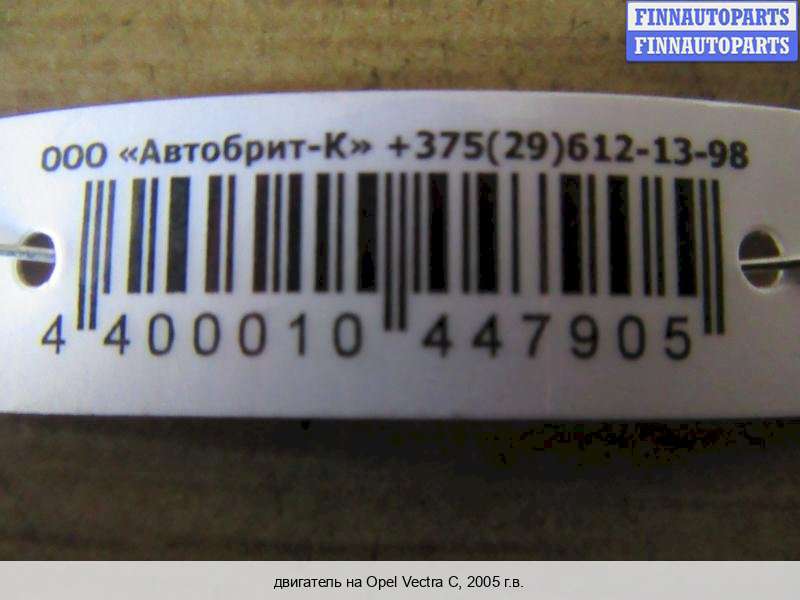 FINNAUTOPARTS
FINNAUTOPARTS
ООО «Автобрит-К» +375(29)612-13-98
4 400010 447905
двигатель на Opel Vectra C, 2005 г.в.